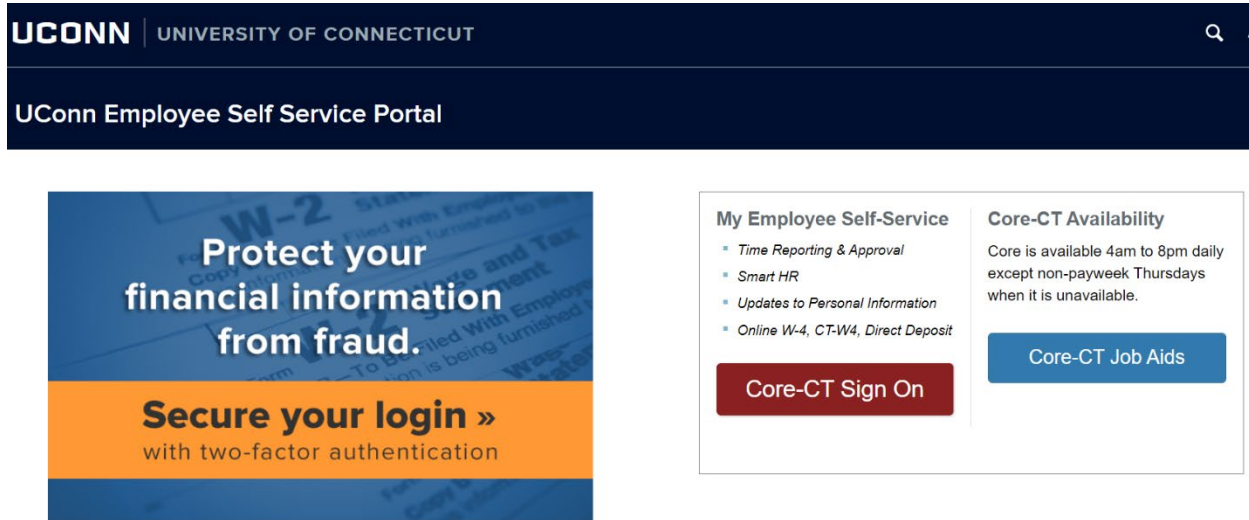 UCONN UNIVERSITY OF CONNECTICUT
UConn Employee Self Service Portal
Protect your
financial information
from fraud.
Secure your login »
with two-factor authentication
My Employee Self-Service
Time Reporting & Approval
Smart HR
Updates to Personal Information
Online W-4, CT-W4, Direct Deposit
Core-CT Sign On
Core-CT Availability
Core is available 4am to 8pm daily
except non-payweek Thursdays
when it is unavailable.
Core-CT Job Aids
W-2